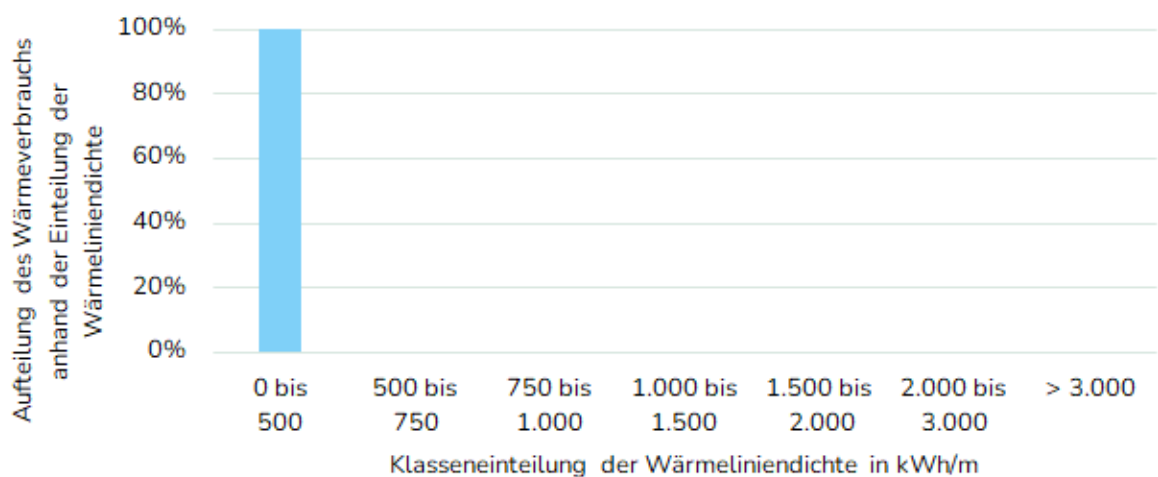 Aufteilung des Wärmeverbrauchs
anhand der Einteilung der
Wärmeliniendichte
100%
80%
60%
40%
20%
0%
0 bis
500
500 bis
750
750 bis
1.000
1.000 bis
1.500
1.500 bis
2.000
2.000 bis
3.000
> 3.000
Klasseneinteilung der Wärmeliniendichte in kWh/m